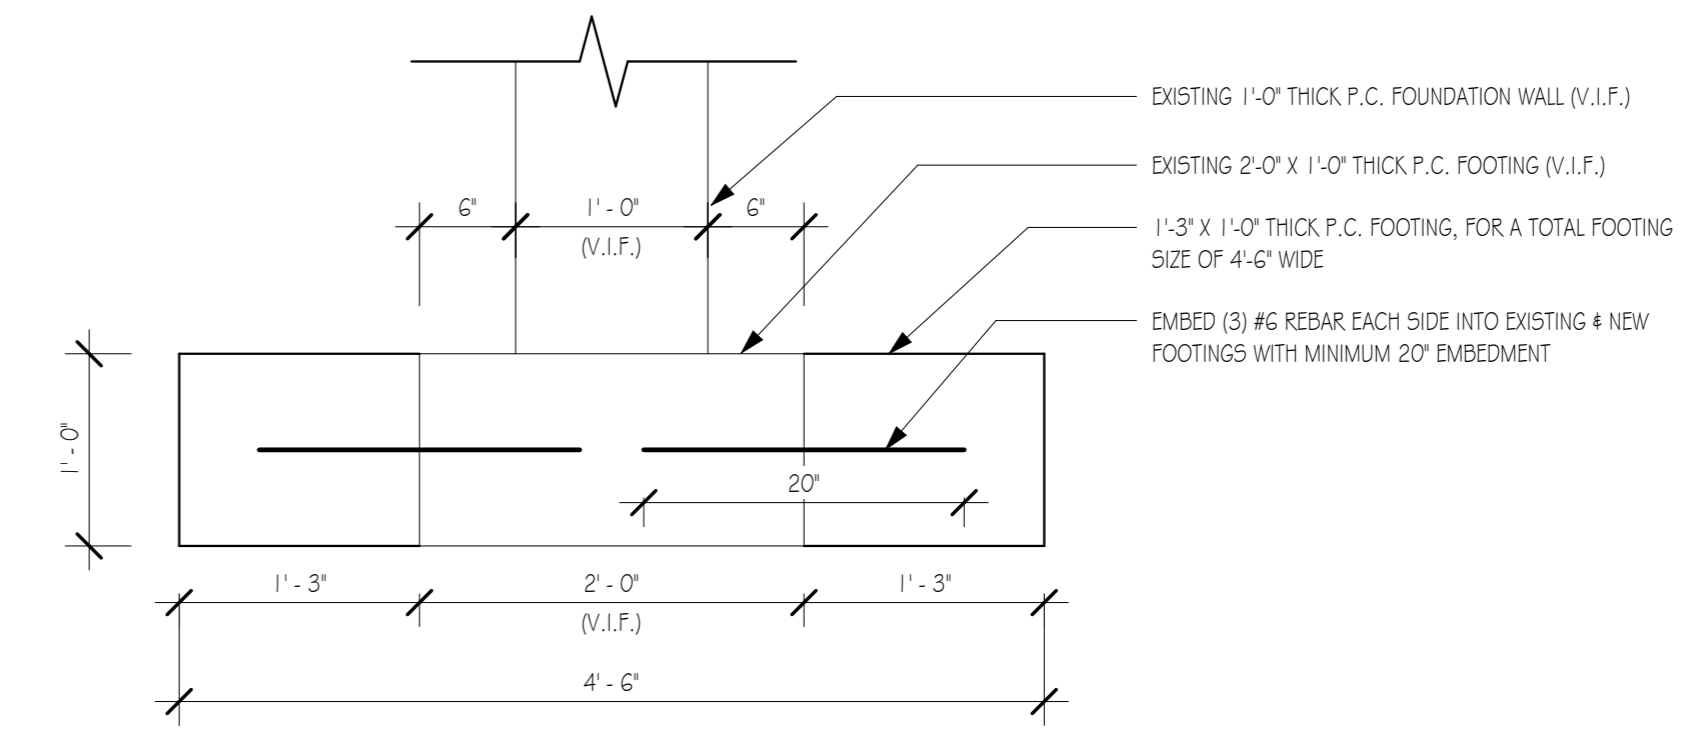 EXISTING 1'-0" THICK P.C. FOUNDATION WALL (V.I.F.)
EXISTING 2'-0" X 1'-0" THICK P.C. FOOTING (V.I.F.)
6"
1' - 0"
6"
(V.I.F.)
1'-3" X 1'-0" THICK P.C. FOOTING, FOR A TOTAL FOOTING
SIZE OF 4'-6" WIDE
EMBED (3) #6 REBAR EACH SIDE INTO EXISTING & NEW
FOOTINGS WITH MINIMUM 20" EMBEDMENT
1' - 0"
20"
1' - 3"
2' - 0"
1' - 3"
(V.I.F.)
4' - 6"